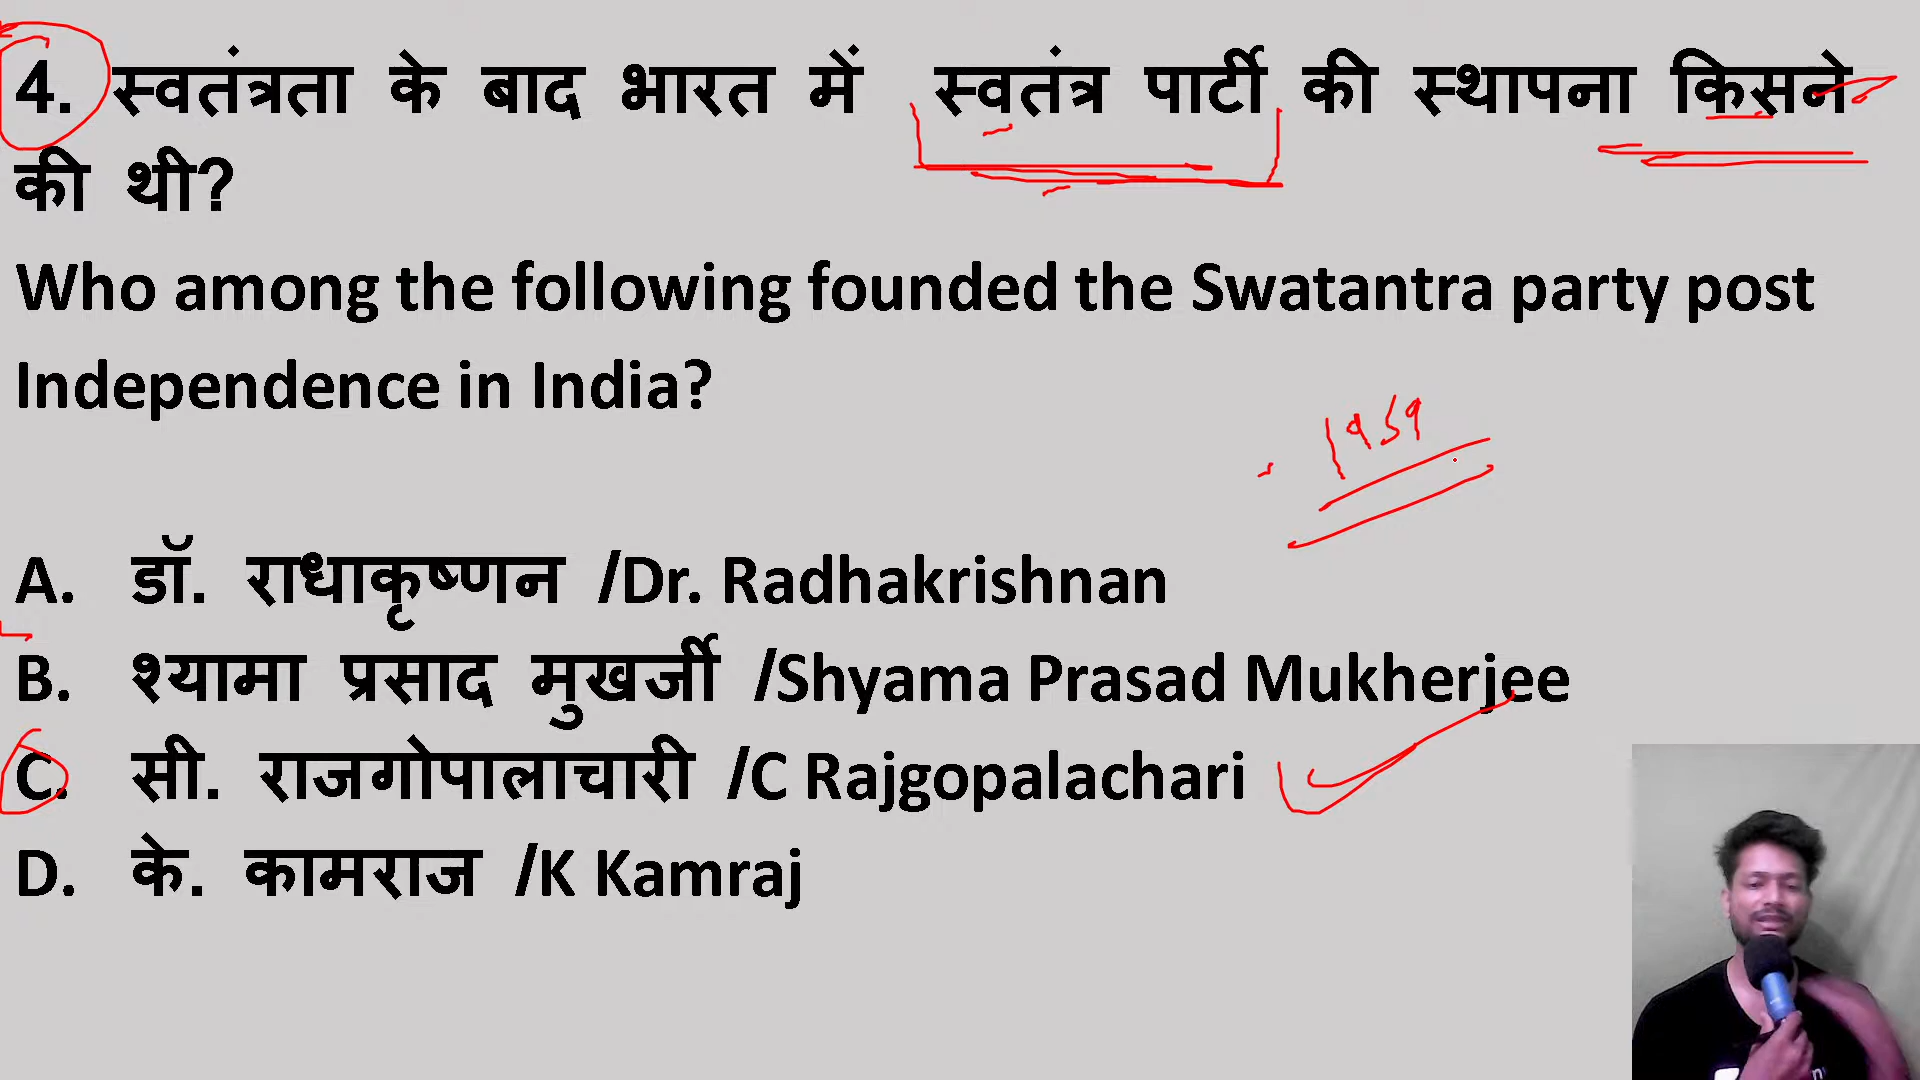 4. स्वतंत्रता के बाद भारत में स्वतंत्र पार्टी की स्थापना किसने
की थी?
Who among the following founded the Swatantra party post
Independence in India?
1959
A. डॉ. राधाकृष्णन /Dr. Radhakrishnan
B. श्यामा प्रसाद मुखर्जी /Shyama Prasad Mukherjee
C. सी. राजगोपालाचारी /C Rajgopalachari
D. के. कामराज /K Kamraj